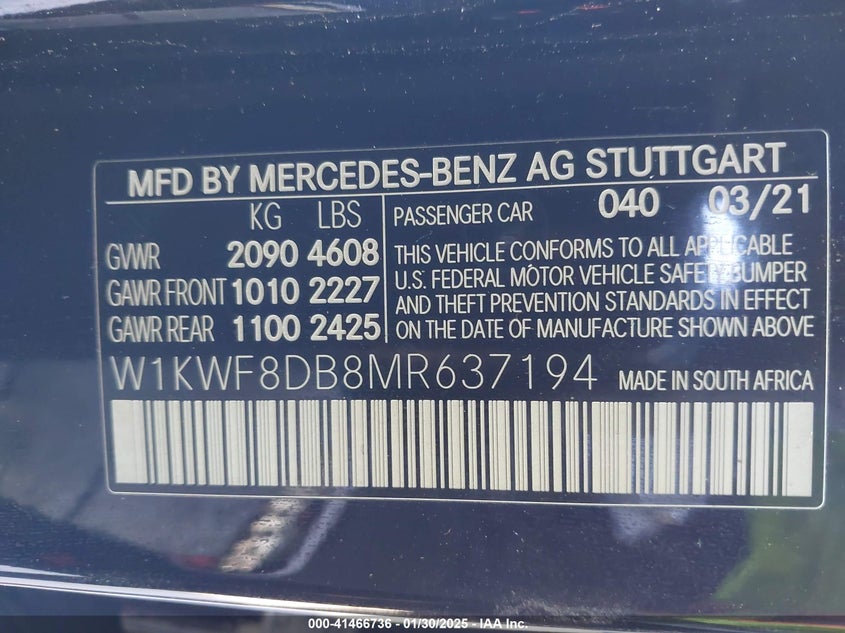 MFD BY MERCEDES-BENZ AG STUTTGART
KG LBS
GVWR 2090 4608
GAWR FRONT 1010 2227
GAWR REAR 1100 2425
PASSENGER CAR 040 03/21
THIS VEHICLE CONFORMS TO ALL APPLICABLE
U.S. FEDERAL MOTOR VEHICLE SAFETY BUMPER
AND THEFT PREVENTION STANDARDS IN EFFECT
ON THE DATE OF MANUFACTURE SHOWN ABOVE
W1KWF8DB8MR637194 MADE IN SOUTH AFRICA
000-41466736 - 01/30/2025 - IAA Inc.